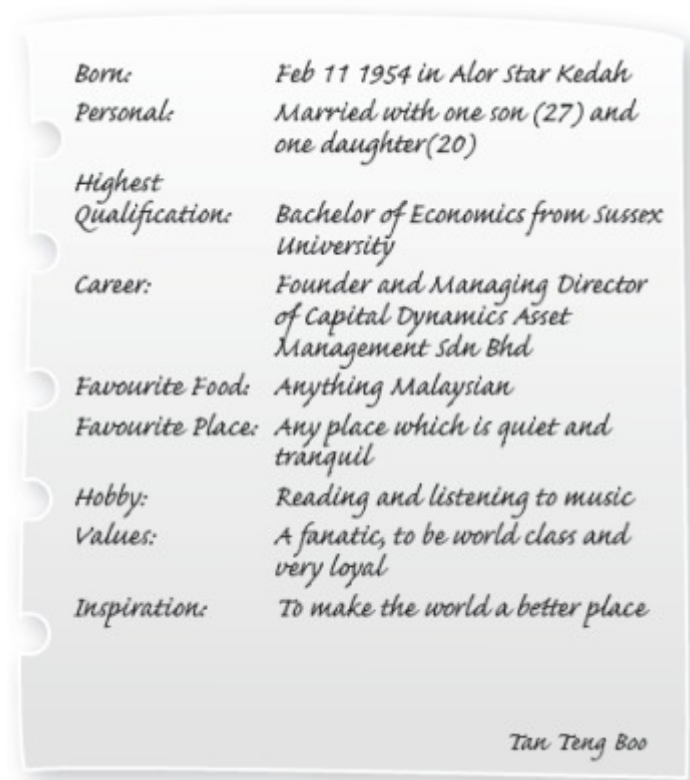 Born: Feb 11 1954 in Alor Star Kedah
Personal: Married with one son (27) and
one daughter(20)
Highest
Qualification: Bachelor of Economics from Sussex
University
Career: Founder and Managing Director
of Capital Dynamics Asset
Management Sdn Bhd
Favourite Food: Anything Malaysian
Favourite Place: Any place which is quiet and
tranquil
Hobby: Reading and listening to music
Values: A fanatic, to be world class and
very loyal
Inspiration: To make the world a better place
Tan Teng Boo